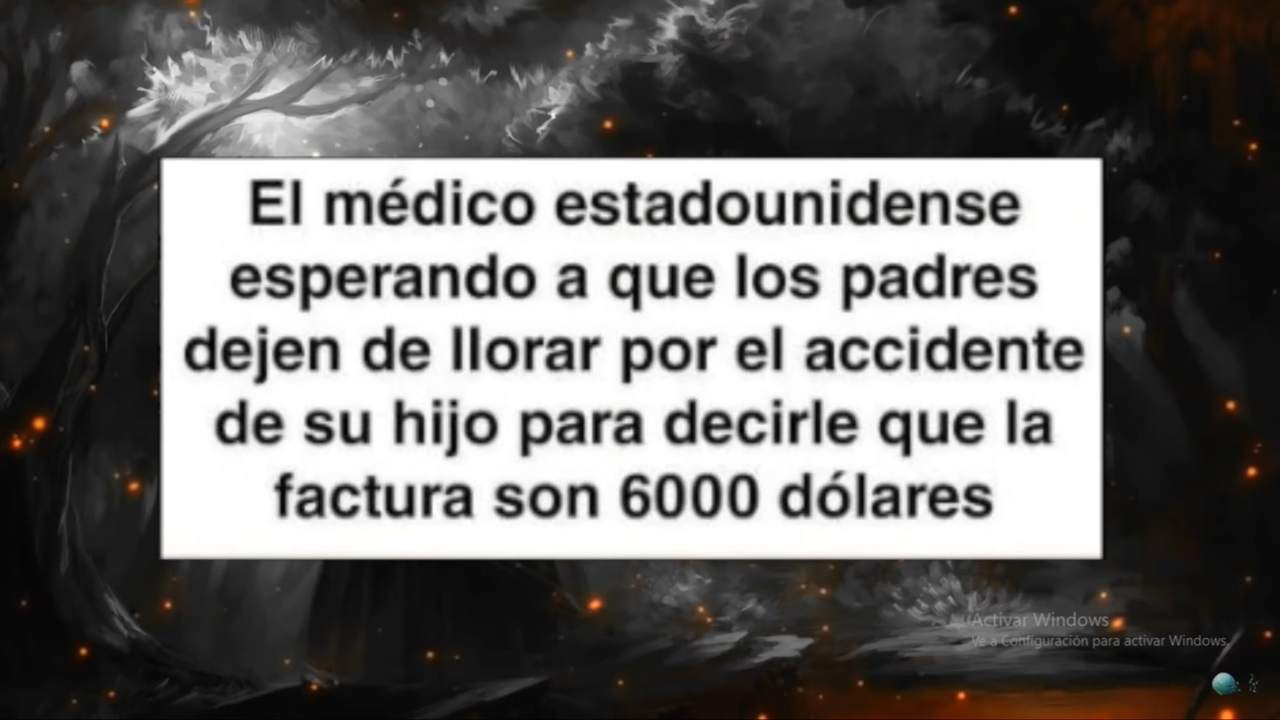 El médico estadounidense
esperando a que los padres
dejen de llorar por el accidente
de su hijo para decirle que la
factura son 6000 dólares
Activar Windows
Ve a Configuración para activar Windows.